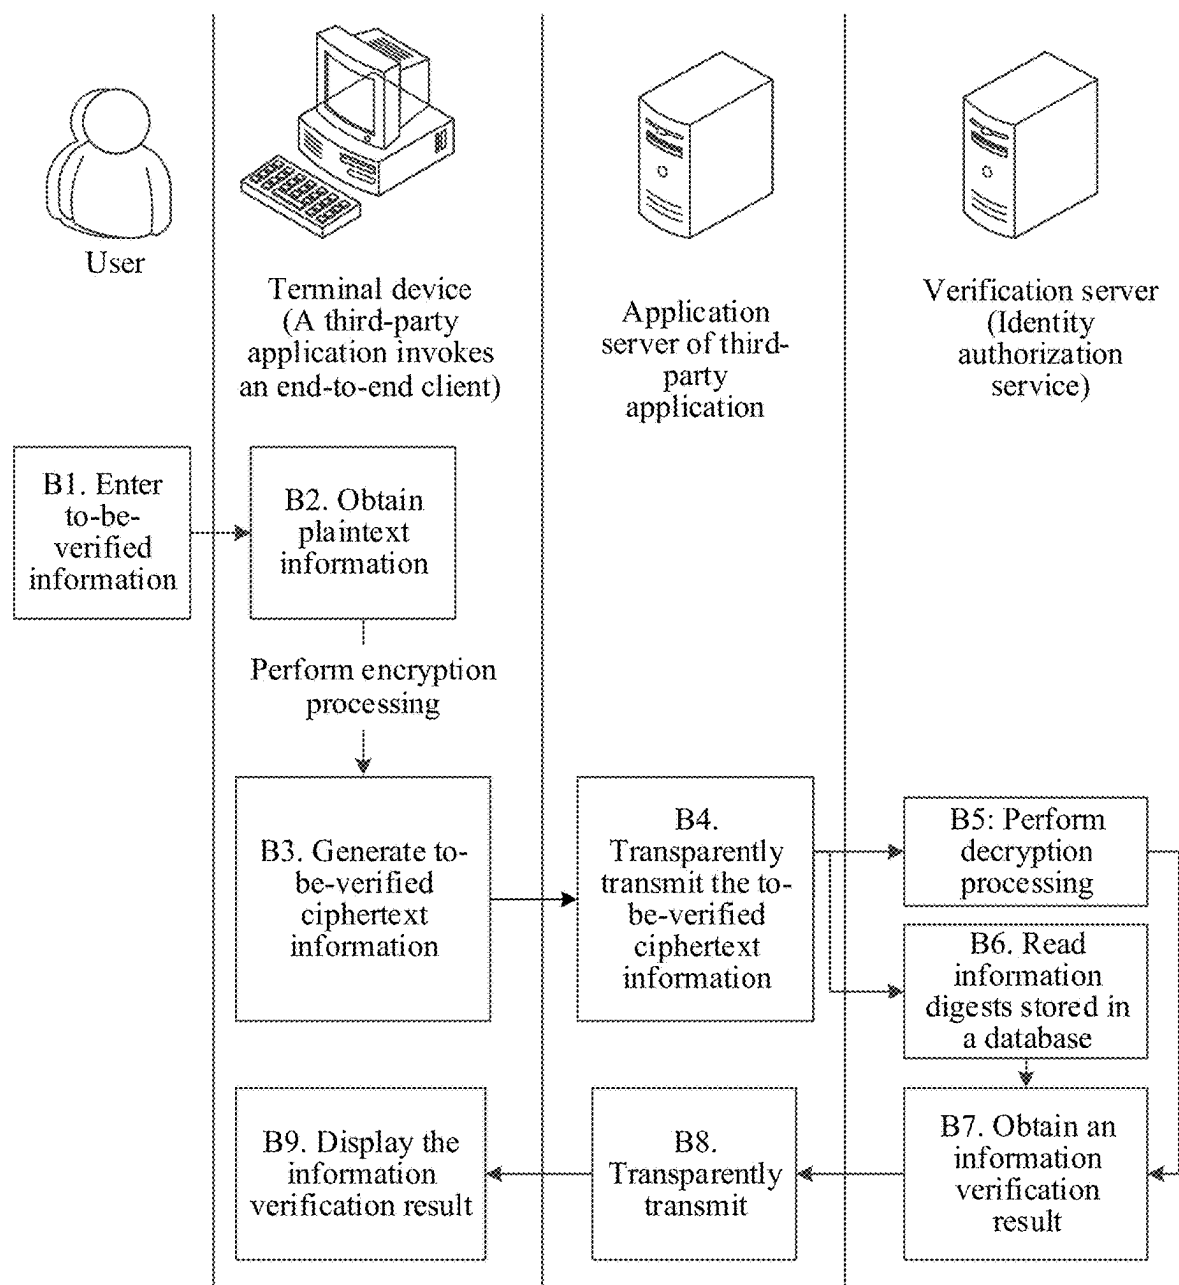 User
Terminal device
(A third-party
application invokes
an end-to-end client)
Application
server of third-
party
application
Verification server
(Identity
authorization
service)
B1. Enter
to-be-
verified
information
B2. Obtain
plaintext
information
Perform encryption
processing
B3. Generate to-
be-verified
ciphertext
information
B4.
Transparently
transmit the to-
be-verified
ciphertext
information
B5: Perform
decryption
processing
B6. Read
information
digests stored in
a database
B7. Obtain an
information
verification
result
B8.
Transparently
transmit
B9. Display the
information
verification result